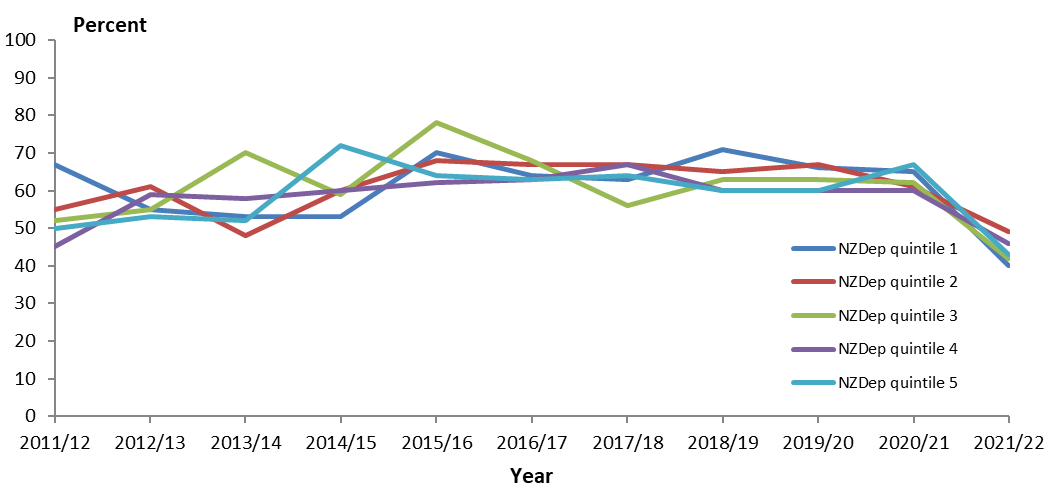 Percent
100
90
80
70
60
50
40
30
20
10
0
NZDep quintile 1
NZDep quintile 2
NZDep quintile 3
NZDep quintile 4
NZDep quintile 5
2011/12 2012/13 2013/14 2014/15 2015/16 2016/17 2017/18 2018/19 2019/20 2020/21 2021/22
Year